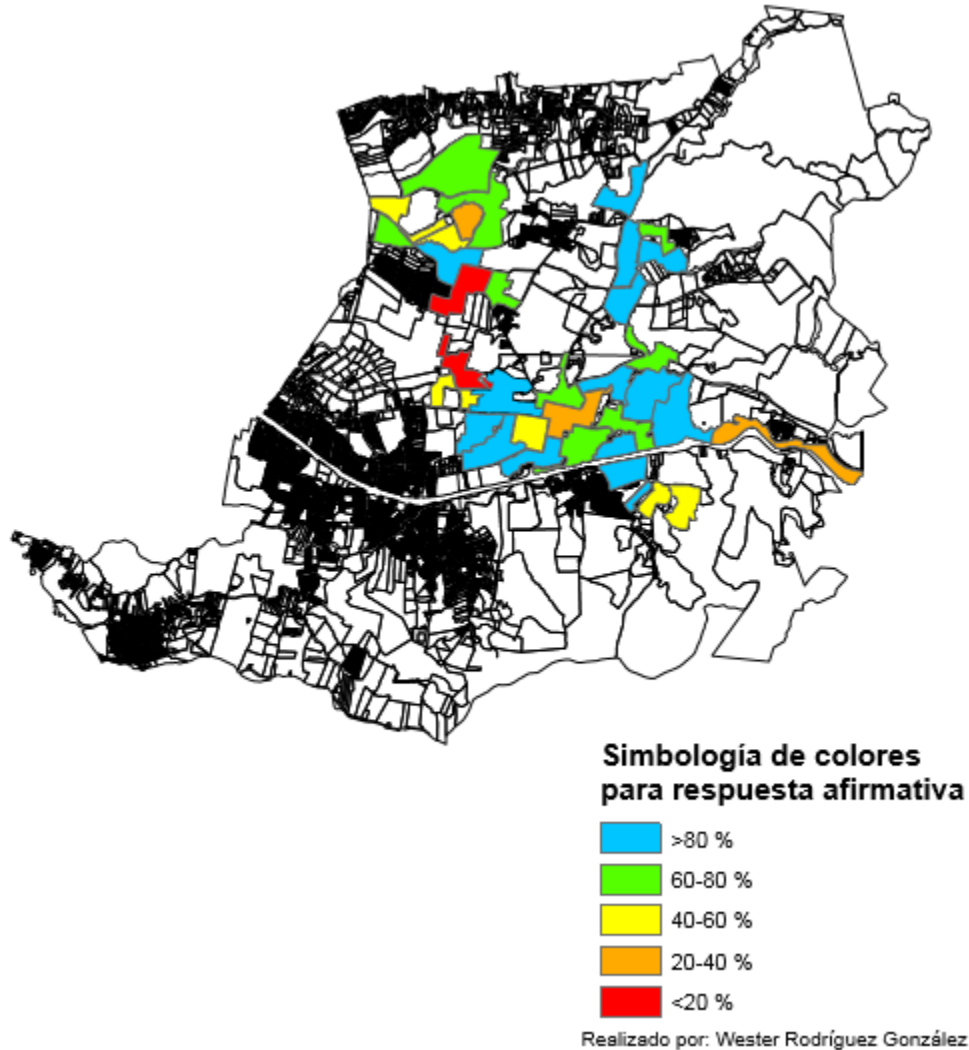 Simbología de colores
para respuesta afirmativa
>80 %
60-80 %
40-60 %
20-40 %
<20 %
Realizado por: Wester Rodríguez González